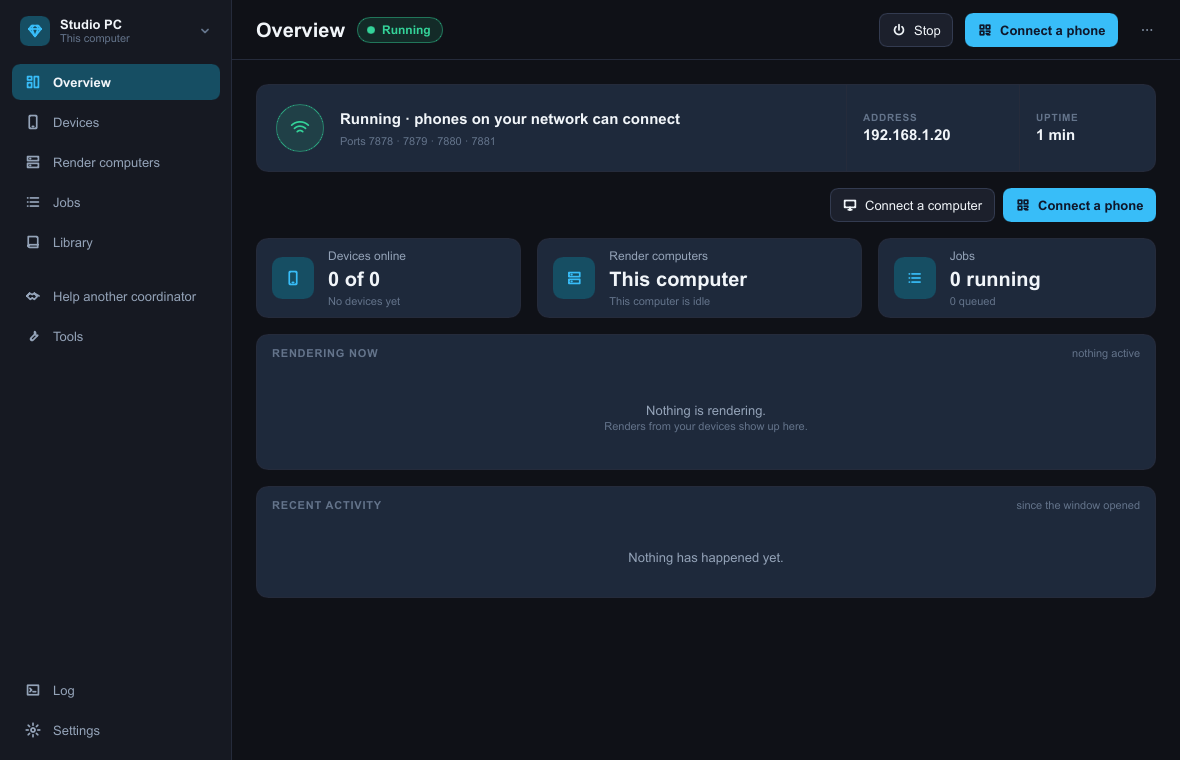 Studio PC
This computer
Overview
Devices
Render computers
Jobs
Library
Help another coordinator
Tools
Log
Settings
Overview
Running
Stop
Connect a phone
Running · phones on your network can connect
Ports 7878 · 7879 · 7880 · 7881
ADDRESS
192.168.1.20
UPTIME
1 min
Connect a computer
Connect a phone
Devices online
0 of 0
No devices yet
Render computers
This computer
This computer is idle
Jobs
0 running
0 queued
RENDERING NOW
nothing active
Nothing is rendering.
Renders from your devices show up here.
RECENT ACTIVITY
since the window opened
Nothing has happened yet.